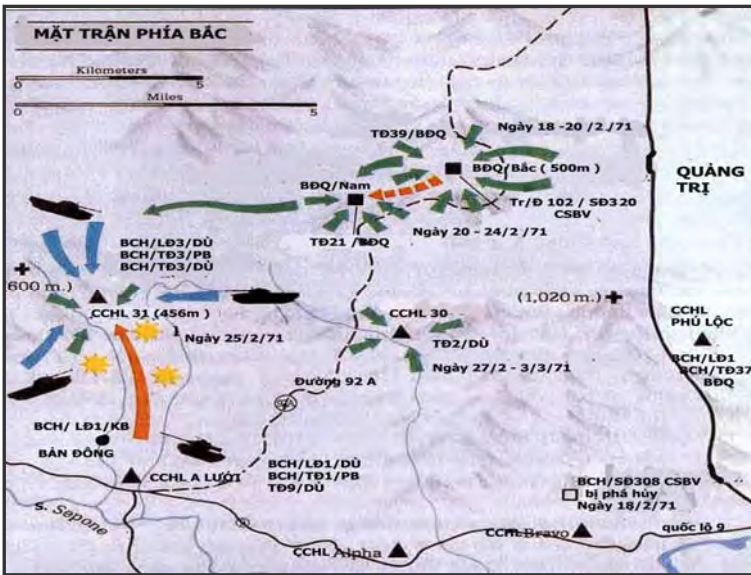 MẶT TRẬN PHÍA BẮC
Kilometers
0 5
Miles
0 5
TĐ39/BĐQ
Ngày 18 -20 /2 /71
BĐQ/Bắc ( 500m )
BĐQ/Nam
QUẢNG
TRỊ
Tr/Đ 102 / SĐ320
CSBV
TĐ21 /BĐQ
Ngày 20 - 24/2 /71
BCH/LĐ3/DÙ
BCH/TĐ3/PB
BCH/TĐ3/DÙ
600 m.)
CCHL 31 (456m )
Ngày 25/2/71
CCHL 30
(1,020 m.)
TĐ2/DÙ
CCHL
PHÚ LỘC
BCH/LĐ1
BCH/TĐ37
BĐQ
Ngày 27/2 - 3/3/71
Đường 92 A
92A
BCH/ LĐ1/KB
BẢN ĐÔNG
CCHL A LƯỚI
BCH/LĐ1/DÙ
BCH/TĐ1/PB
TĐ9/DÙ
BCH/SĐ308 CSBV
bị phá hủy
Ngày 18/2/71
S. Sepone
CCHL Alpha
CCHL Bravo
quốc lộ 9